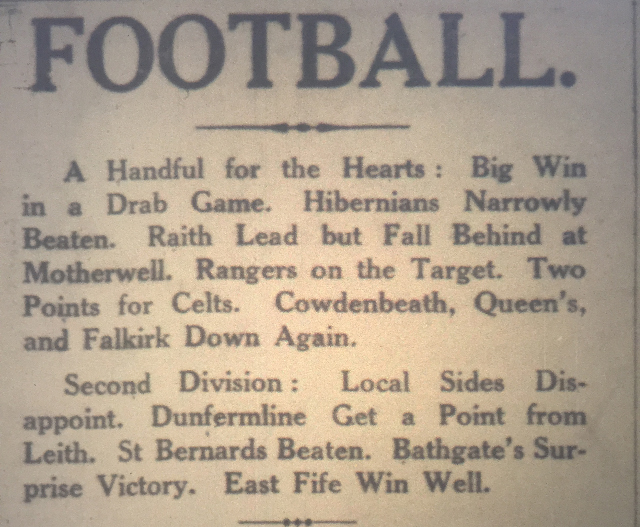 FOOTBALL.
A Handful for the Hearts : Big Win
in a Drab Game. Hibernians Narrowly
Beaten. Raith Lead but Fall Behind at
Motherwell. Rangers on the Target. Two
Points for Celts. Cowdenbeath, Queen's,
and Falkirk Down Again.
Second Division : Local Sides Dis-
appoint. Dunfermline Get a Point from
Leith. St Bernards Beaten. Bathgate's Sur-
prise Victory. East Fife Win Well.